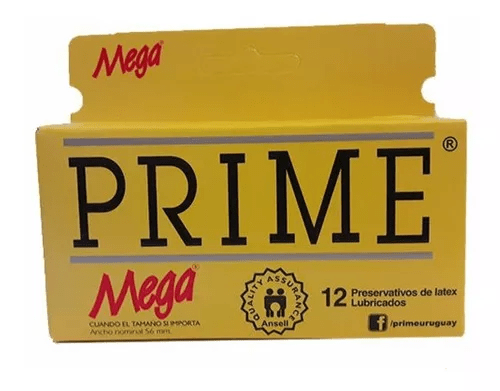 Mega
PRIME®
Mega®
CUANDO EL TAMANO SI IMPORTA
Ancho nominal 56 mm.
QUALITY ASSURANCE
Ansell
12 Preservativos de latex
Lubricados
f /primeuruguay